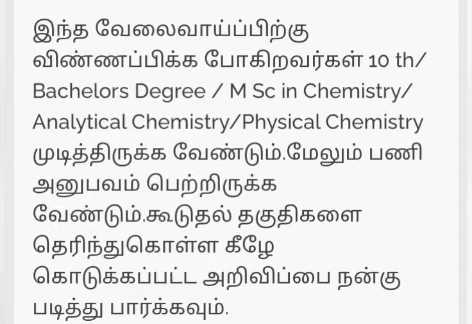 இந்த வேலைவாய்ப்பிற்கு
விண்ணப்பிக்க போகிறவர்கள் 10 th/
Bachelors Degree / M Sc in Chemistry/
Analytical Chemistry/Physical Chemistry
முடித்திருக்க வேண்டும்.மேலும் பணி
அனுபவம் பெற்றிருக்க
வேண்டும்.கூடுதல் தகுதிகளை
தெரிந்துகொள்ள கீழே
கொடுக்கப்பட்ட அறிவிப்பை நன்கு
படித்து பார்க்கவும்.